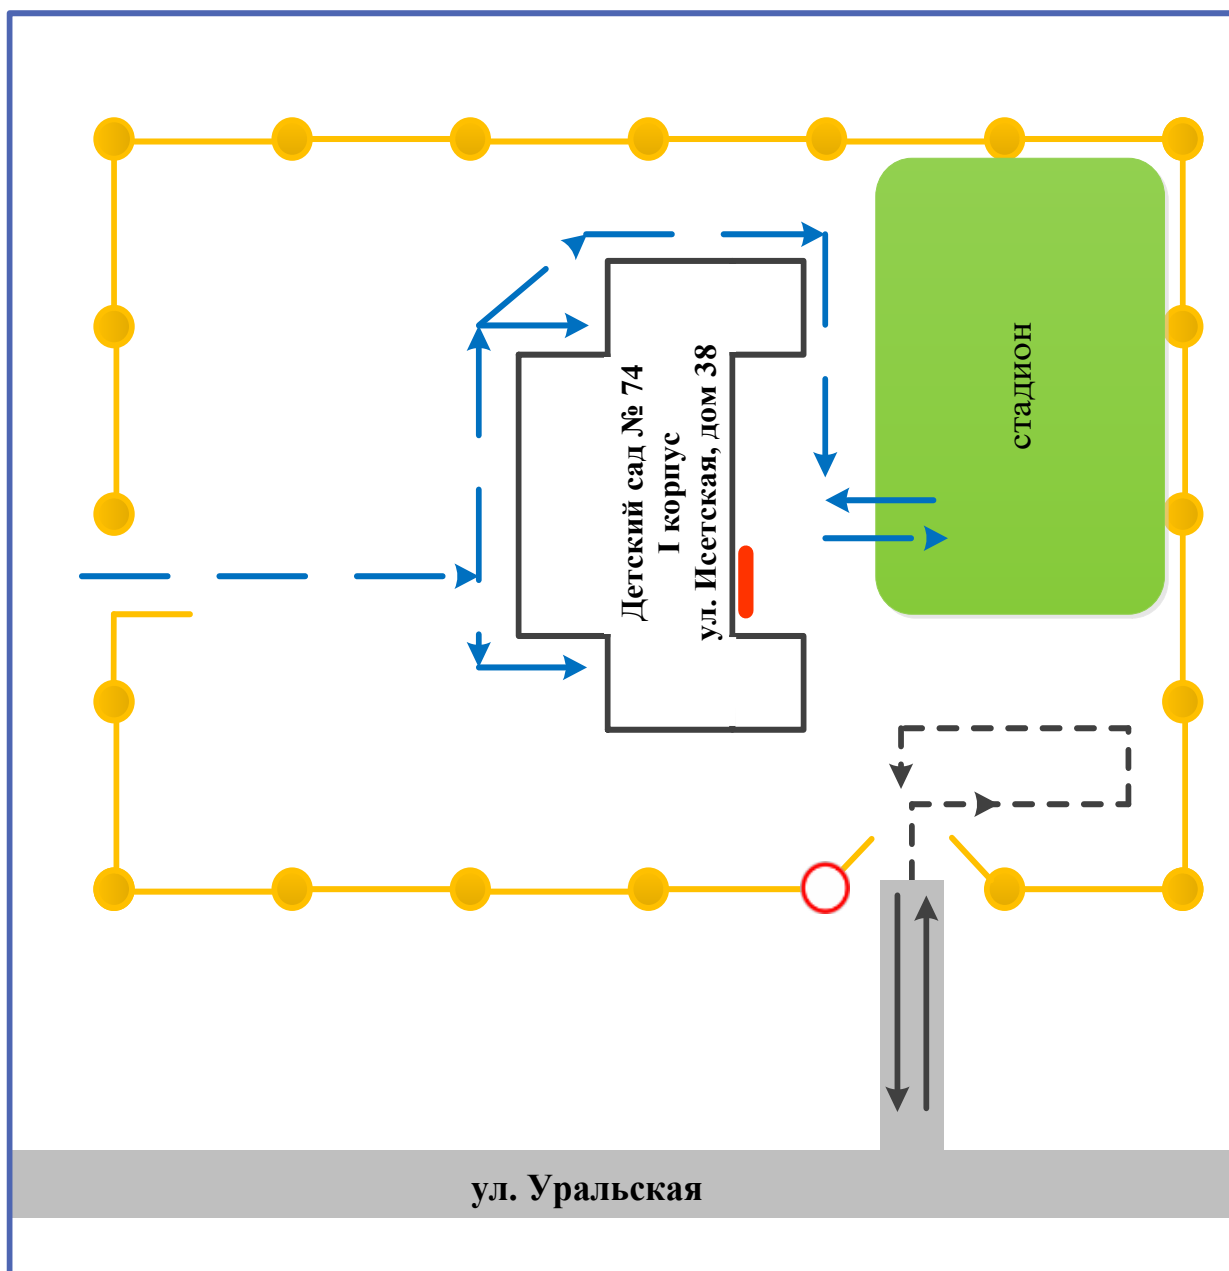 Детский сад № 74
I корпус
ул. Исетская, дом 38
стадион
ул. Уральская